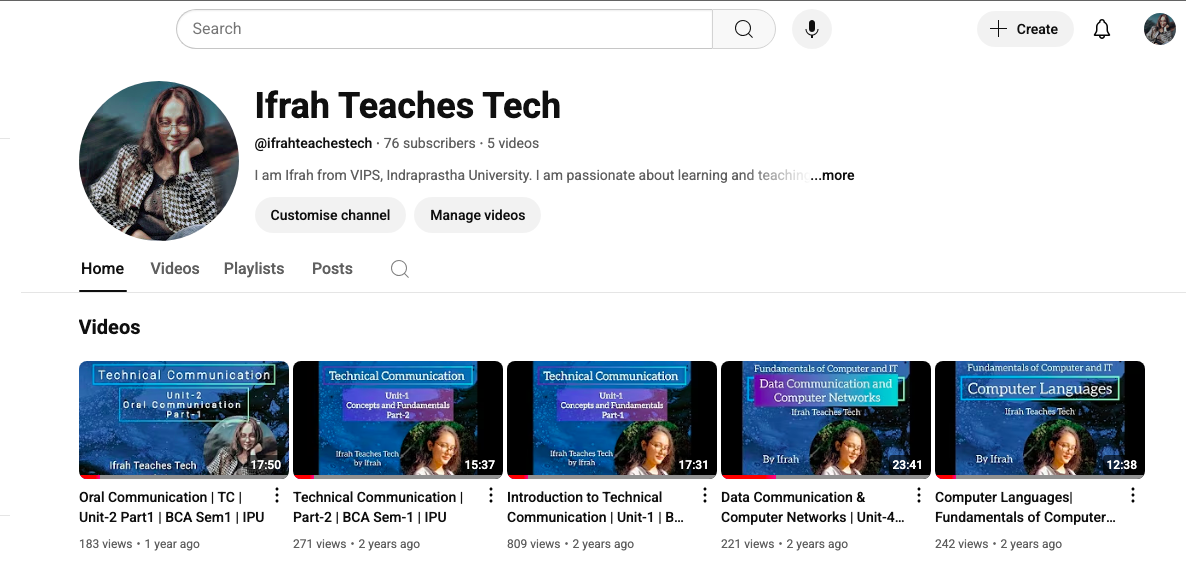 Search
Create
Ifrah Teaches Tech
@ifrahteachestech · 76 subscribers · 5 videos
I am Ifrah from VIPS, Indraprastha University. I am passionate about learning and teaching ...more
Customise channel
Manage videos
Home
Videos
Playlists
Posts
Videos
Technical Communication
Unit-2
Oral Communication
Part-1
Ifrah Teaches Tech
17:50
Oral Communication | TC |
Unit-2 Part1 | BCA Sem1 | IPU
183 views • 1 year ago
Technical Communication
Unit-1
Concepts and Fundamentals
Part-2
Ifrah Teaches Tech
by Ifrah
15:37
Technical Communication |
Part-2 | BCA Sem-1 | IPU
271 views • 2 years ago
Technical Communication
Unit-1
Concepts and Fundamentals
Part-1
Ifrah Teaches Tech
by Ifrah
17:31
Introduction to Technical
Communication | Unit-1 | B...
809 views • 2 years ago
Fundamentals of Computer and IT
Data Communication and
Computer Networks
Ifrah Teaches Tech
By Ifrah
23:41
Data Communication &
Computer Networks | Unit-4...
221 views • 2 years ago
Fundamentals of Computer and IT
Computer Languages
Ifrah Teaches Tech
By Ifrah
12:38
Computer Languages|
Fundamentals of Computer...
242 views • 2 years ago